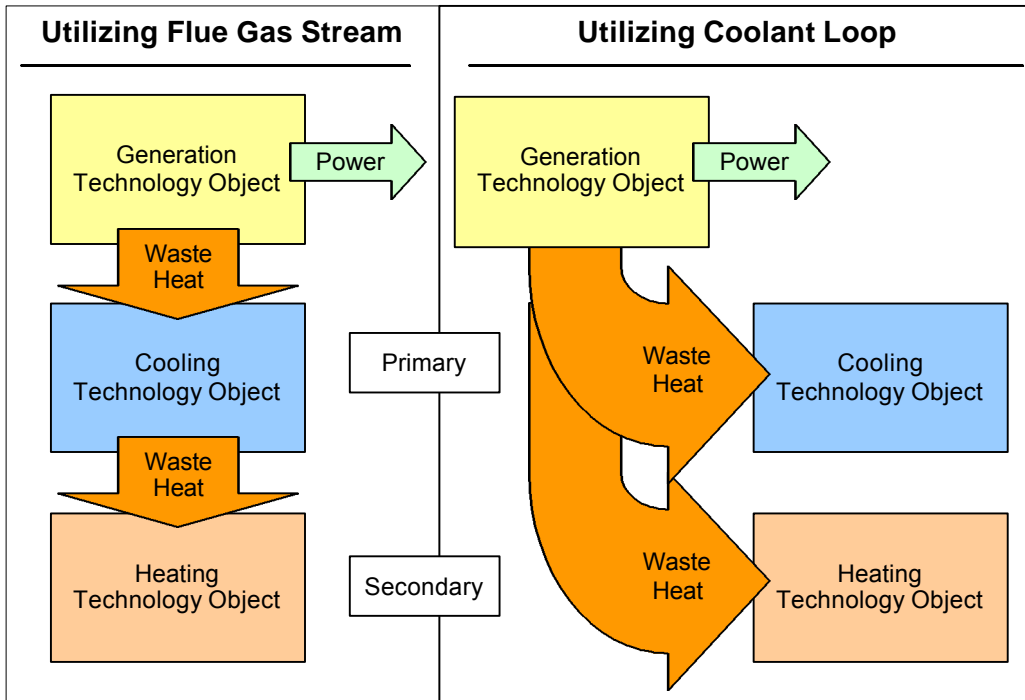 Utilizing Flue Gas Stream
Generation
Technology Object
Power
Waste
Heat
Cooling
Technology Object
Waste
Heat
Heating
Technology Object
Primary
Secondary
Utilizing Coolant Loop
Generation
Technology Object
Power
Waste
Heat
Cooling
Technology Object
Waste
Heat
Heating
Technology Object